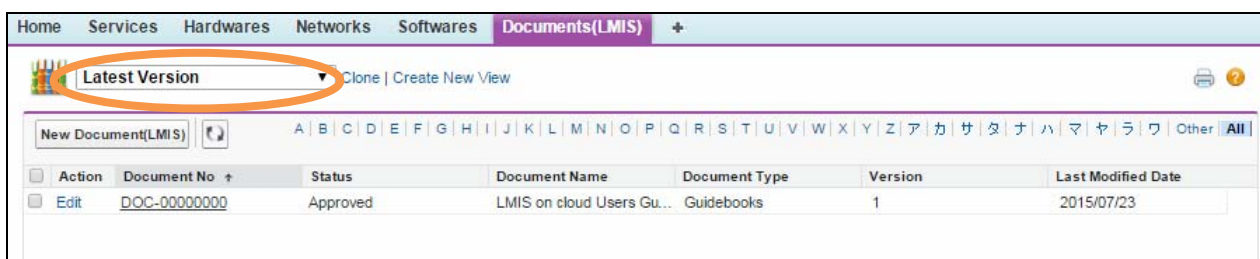 Home Services Hardwares Networks Softwares Documents(LMIS) +
Latest Version Clone | Create New View
New Document(LMIS) A | B | C | D | E | F | G | H | I | J | K | L | M | N | O | P | Q | R | S | T | U | V | W | X | Y | Z | ア | カ | サ | タ | ナ | ハ | マ | ヤ | ラ | ワ | Other | All
Action Document No ↑ Status Document Name Document Type Version Last Modified Date
Edit DOC-00000000 Approved LMIS on cloud Users Gu... Guidebooks 1 2015/07/23